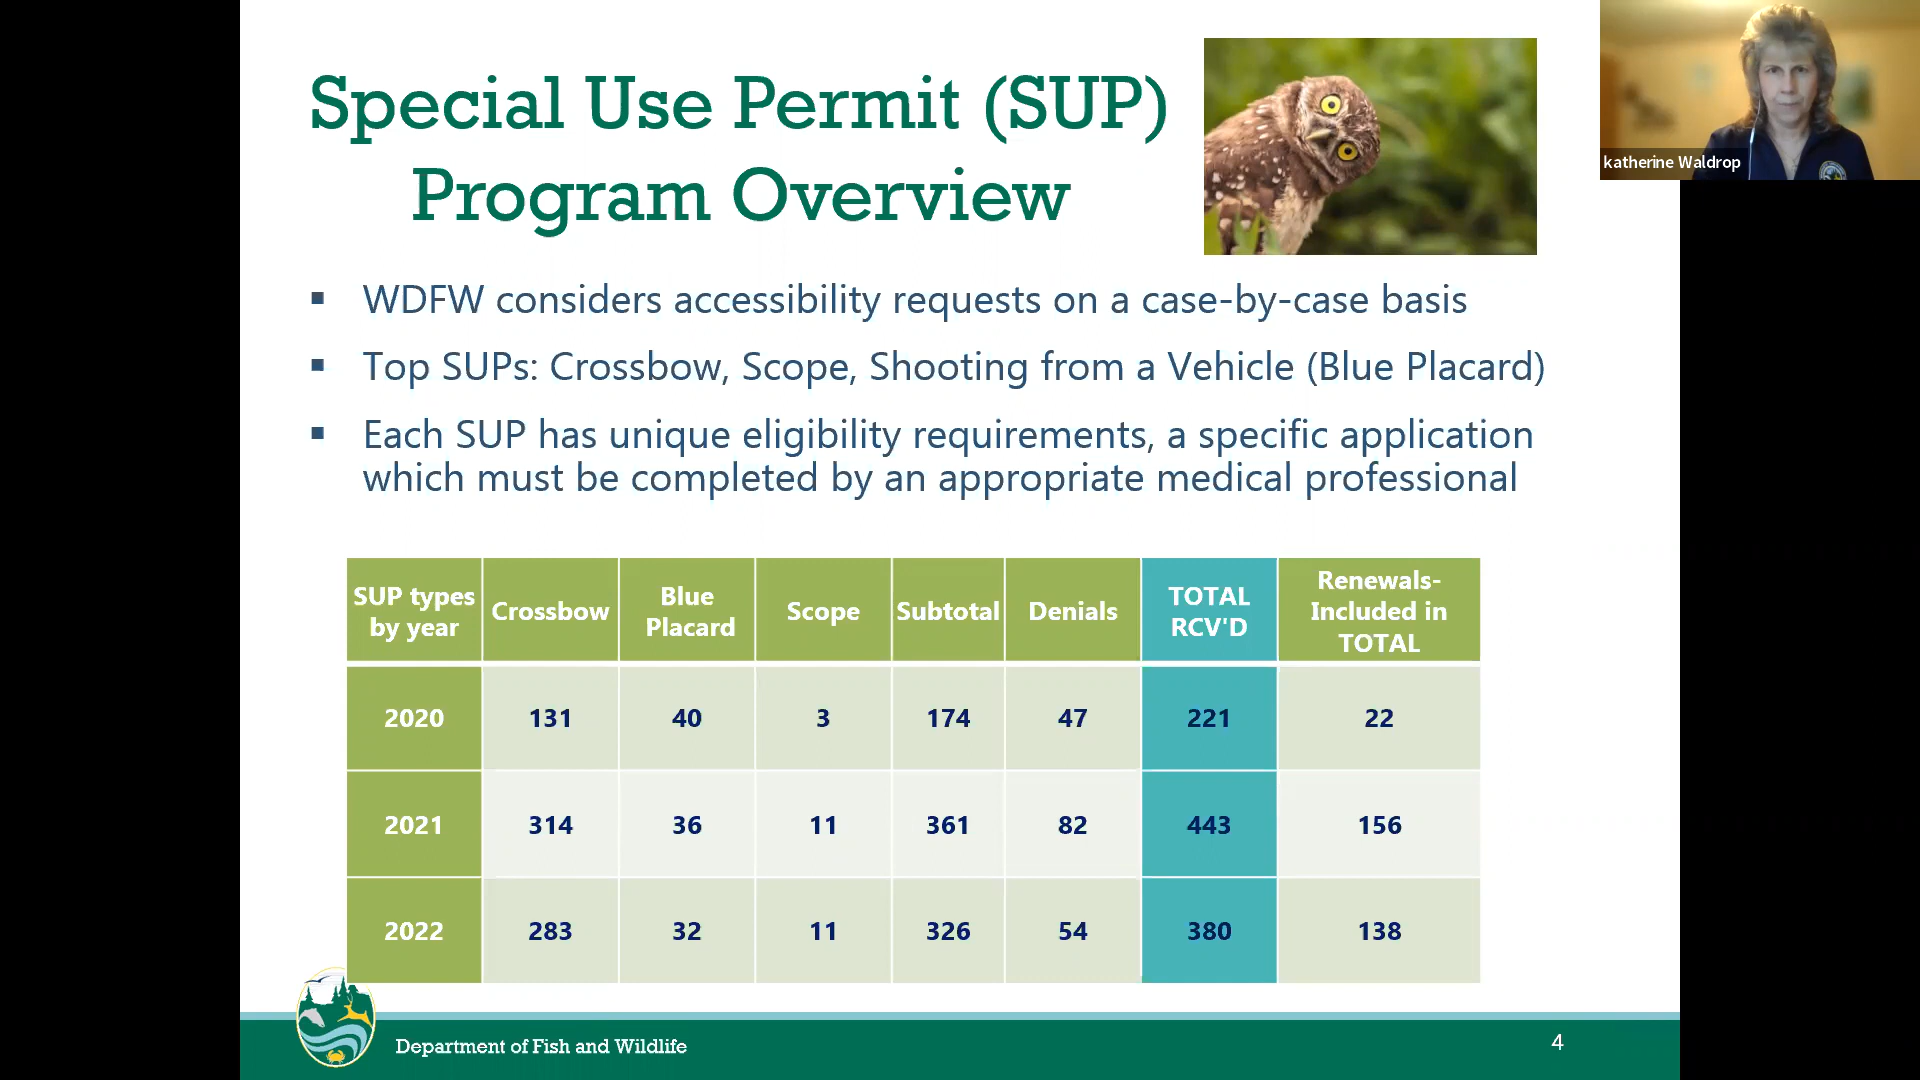 Special Use Permit (SUP)
Program Overview
katherine Waldrop
▪ WDFW considers accessibility requests on a case-by-case basis
▪ Top SUPs: Crossbow, Scope, Shooting from a Vehicle (Blue Placard)
▪ Each SUP has unique eligibility requirements, a specific application
which must be completed by an appropriate medical professional
SUP types by year | Crossbow | Blue Placard | Scope | Subtotal | Denials | TOTAL RCV'D | Renewals-Included in TOTAL
2020 | 131 | 40 | 3 | 174 | 47 | 221 | 22
2021 | 314 | 36 | 11 | 361 | 82 | 443 | 156
2022 | 283 | 32 | 11 | 326 | 54 | 380 | 138
Department of Fish and Wildlife
4